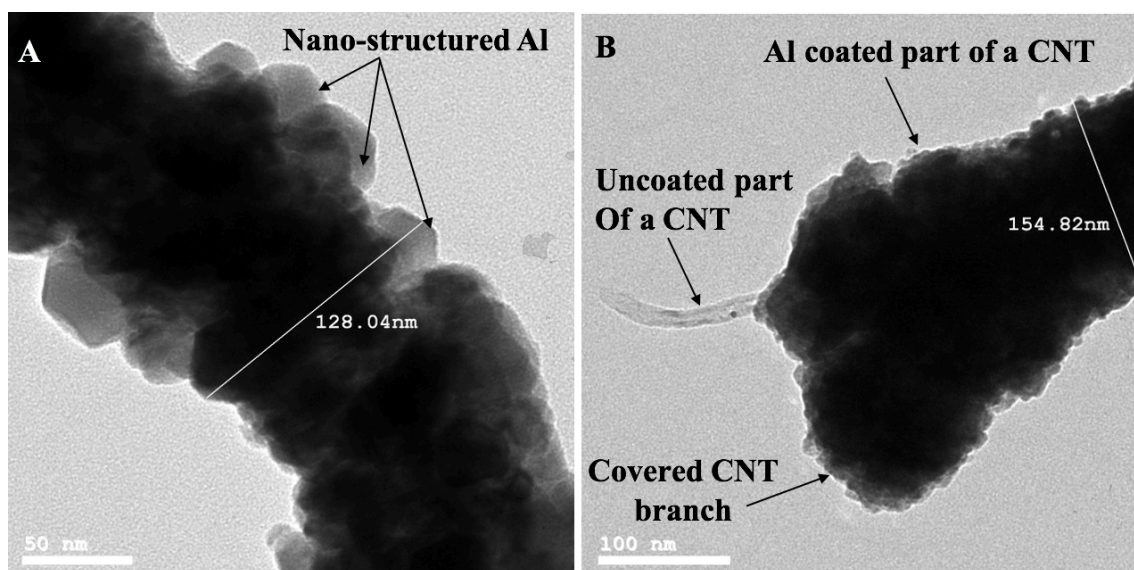 A
Nano-structured Al
128.04nm
50 nm
B
Al coated part of a CNT
Uncoated part
Of a CNT
154.82nm
Covered CNT
branch
100 nm